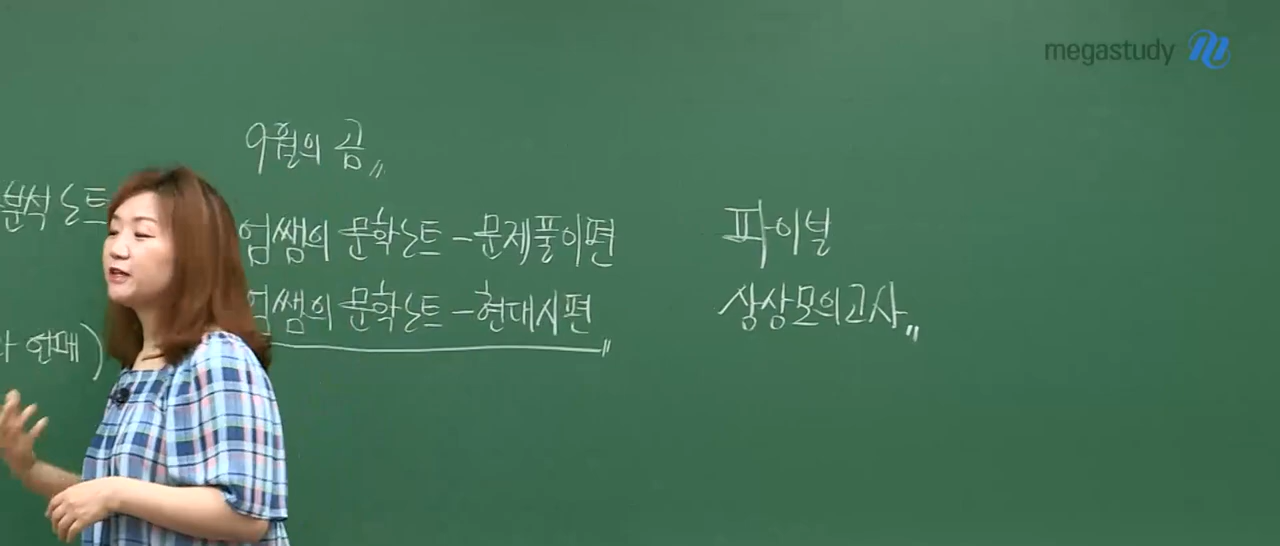 megastudy
9월의 곰
분석 노트
엄쌤의 문학노트 - 문제풀이편
엄쌤의 문학노트 - 현대시편
연매)
파이널
상상모의고사